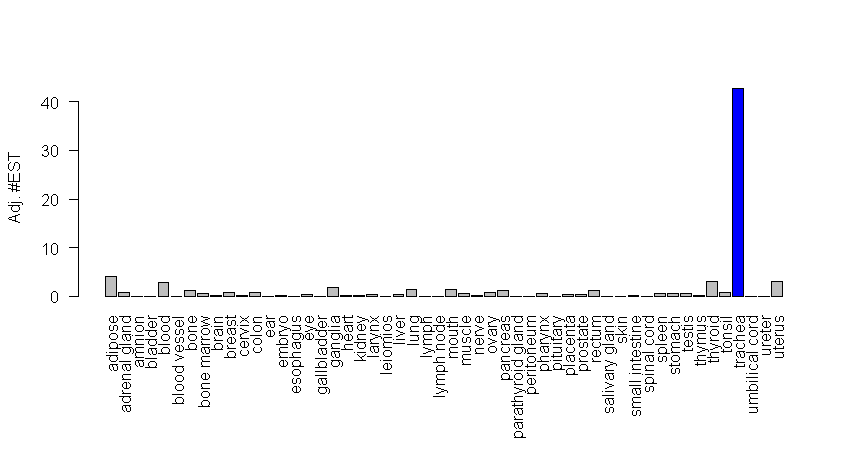 Adj. #EST
40
30
20
10
0
adipose
adrenal gland
amnion
bladder
blood
blood vessel
bone
bone marrow
brain
breast
cervix
colon
ear
embryo
esophagus
eye
gallbladder
ganglia
heart
kidney
larynx
leiomios
liver
lung
lymph
lymph node
mouth
muscle
nerve
ovary
pancreas
parathyroid gland
peritoneum
pharynx
pituitary
placenta
prostate
rectum
salivary gland
skin
small intestine
spinal cord
spleen
stomach
testis
thymus
thyroid
tonsil
trachea
umbilical cord
ureter
uterus